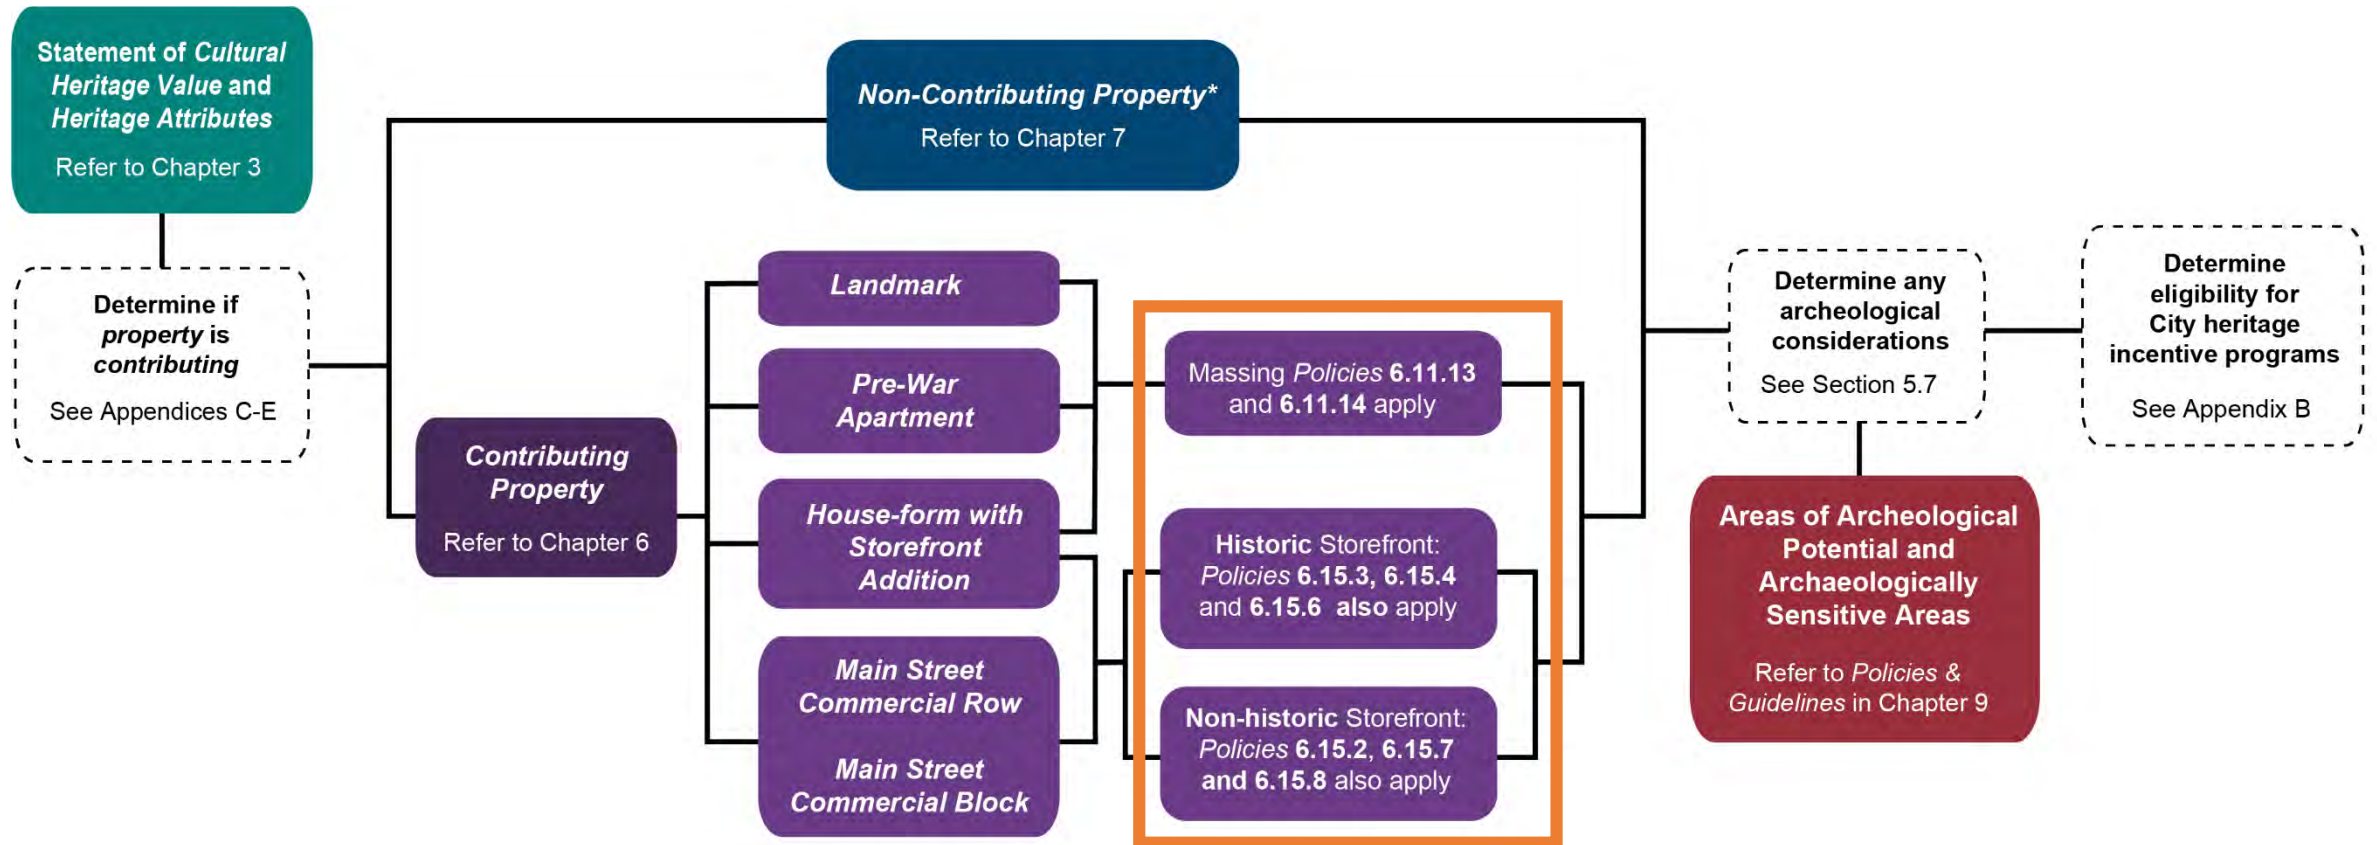 Statement of Cultural
Heritage Value and
Heritage Attributes
Refer to Chapter 3
Determine if
property is
contributing
See Appendices C-E
Non-Contributing Property*
Refer to Chapter 7
Contributing
Property
Refer to Chapter 6
Landmark
Pre-War
Apartment
House-form with
Storefront
Addition
Main Street
Commercial Row
Main Street
Commercial Block
Massing Policies 6.11.13
and 6.11.14 apply
Historic Storefront:
Policies 6.15.3, 6.15.4
and 6.15.6 also apply
Non-historic Storefront:
Policies 6.15.2, 6.15.7
and 6.15.8 also apply
Determine any
archeological
considerations
See Section 5.7
Areas of Archeological
Potential and
Archaeologically
Sensitive Areas
Refer to Policies &
Guidelines in Chapter 9
Determine
eligibility for
City heritage
incentive programs
See Appendix B